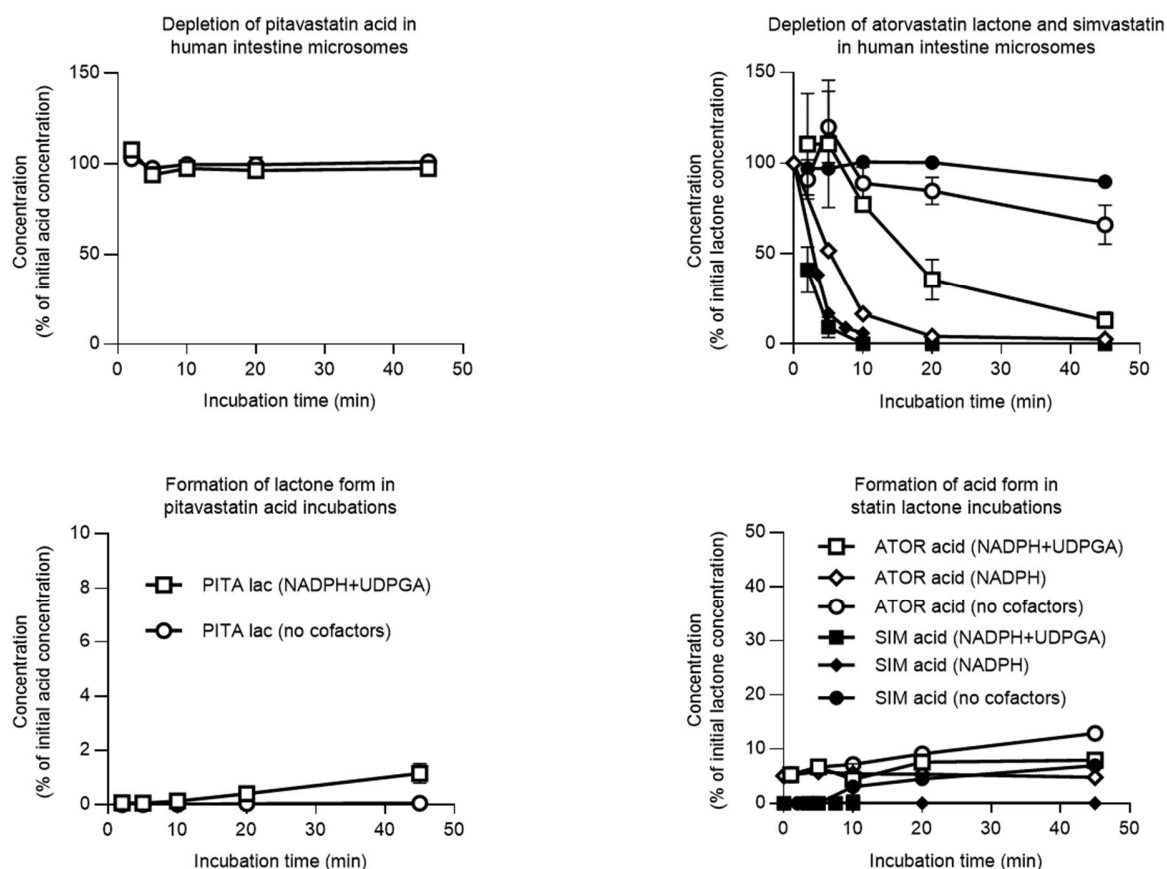 Depletion of pitavastatin acid in
human intestine microsomes
Concentration
(% of initial acid concentration)
150
100
50
0
0 10 20 30 40 50
Incubation time (min)
Depletion of atorvastatin lactone and simvastatin
in human intestine microsomes
Concentration
(% of initial lactone concentration)
150
100
50
0
0 10 20 30 40 50
Incubation time (min)
Formation of lactone form in
pitavastatin acid incubations
Concentration
(% of initial acid concentration)
10
8
6
4
2
0
PITA lac (NADPH+UDPGA)
PITA lac (no cofactors)
0 10 20 30 40 50
Incubation time (min)
Formation of acid form in
statin lactone incubations
Concentration
(% of initial lactone concentration)
50
40
30
20
10
0
ATOR acid (NADPH+UDPGA)
ATOR acid (NADPH)
ATOR acid (no cofactors)
SIM acid (NADPH+UDPGA)
SIM acid (NADPH)
SIM acid (no cofactors)
0 10 20 30 40 50
Incubation time (min)